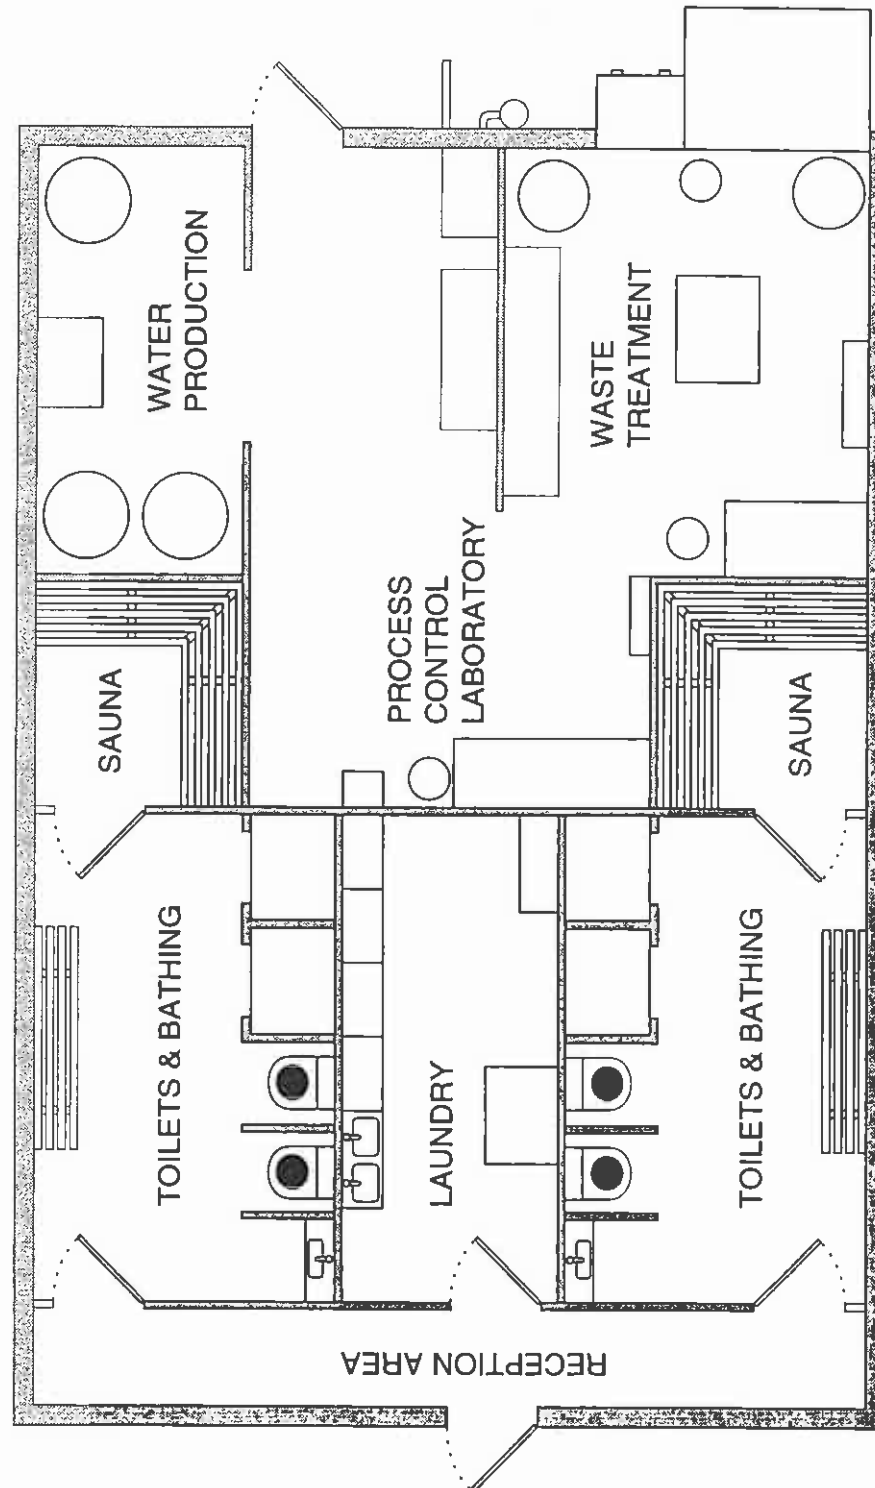 WATER
PRODUCTION
WASTE
TREATMENT
PROCESS
CONTROL
LABORATORY
SAUNA
SAUNA
TOILETS & BATHING
LAUNDRY
TOILETS & BATHING
RECEPTION AREA